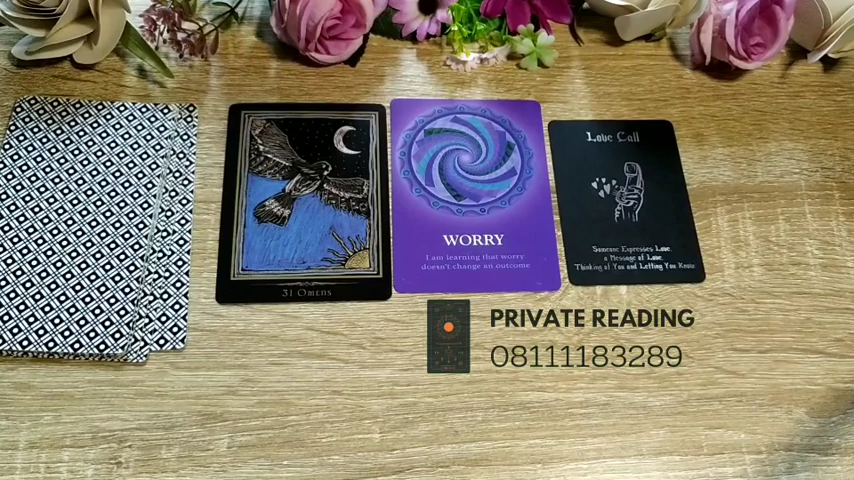 31 Omens
WORRY
I am learning that worry
doesn't change an outcome
Love Call
Someone Expresses Love,
a Message of Love,
Thinking of You and Letting You Know
PRIVATE READING
08111183289